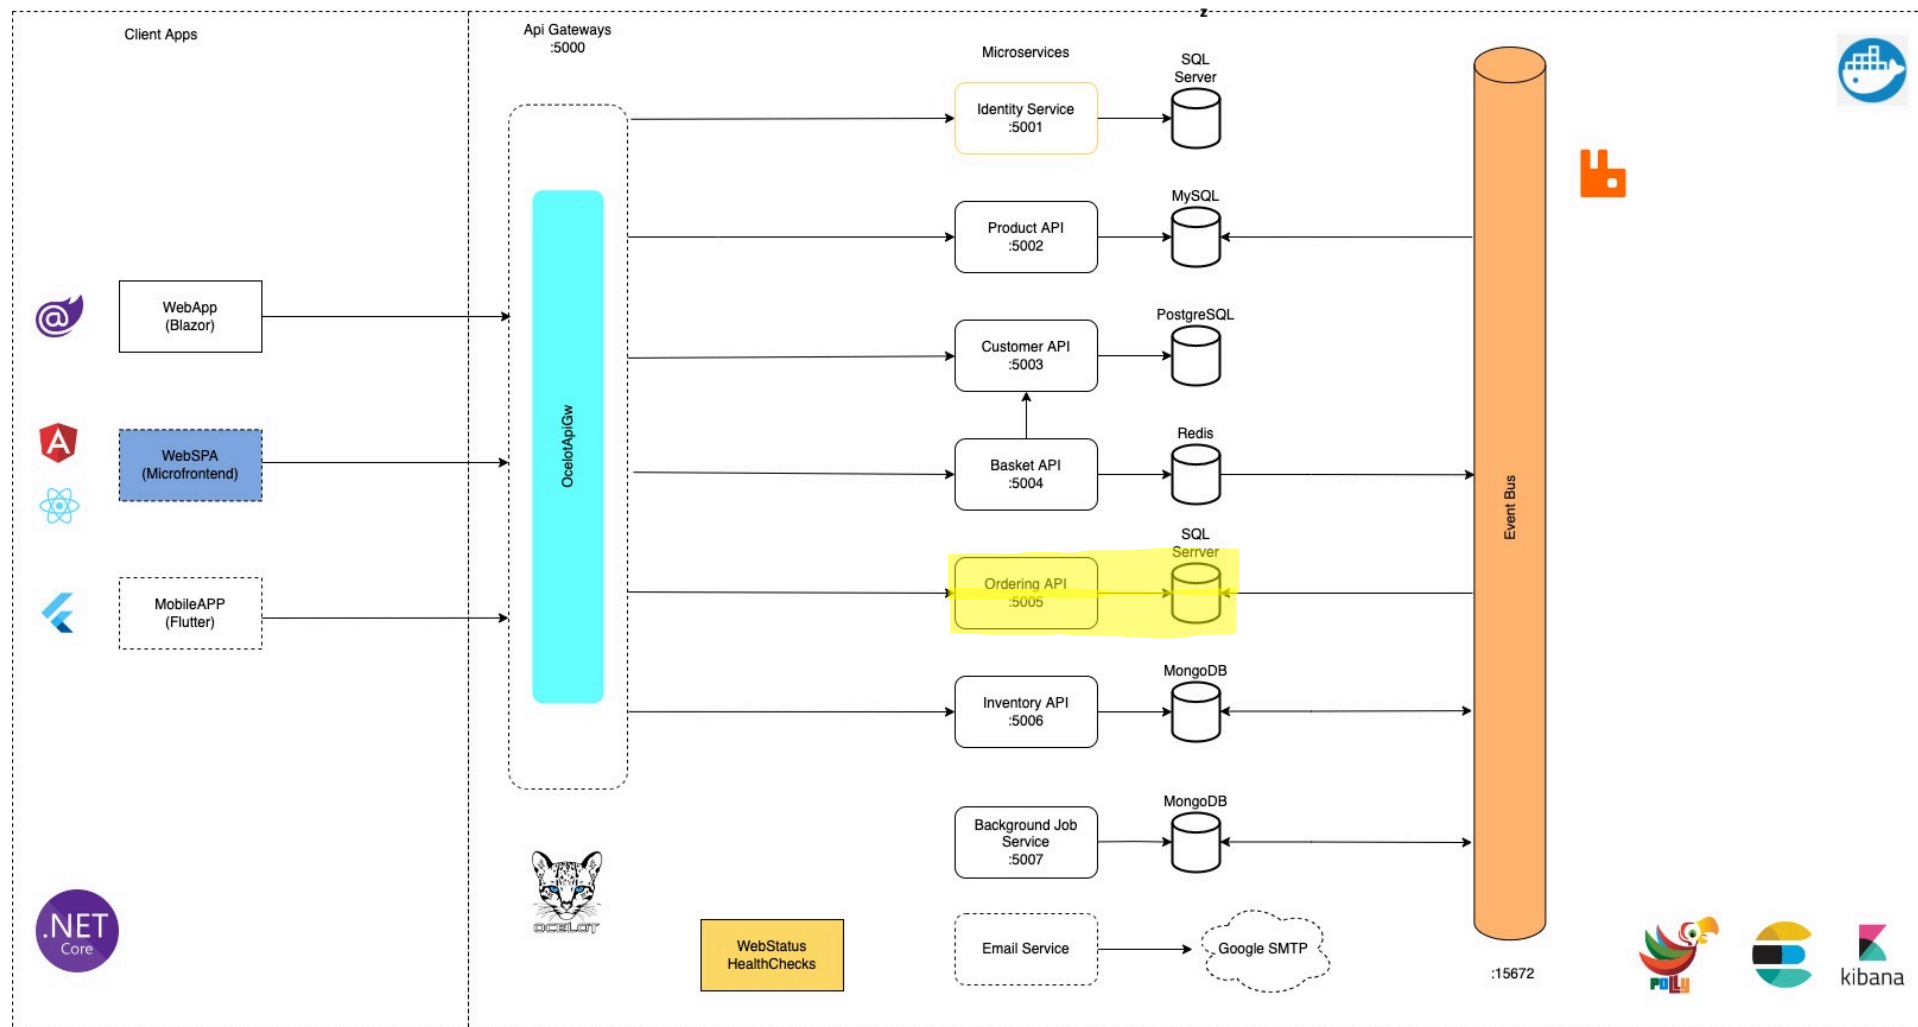 z
Client Apps
Api Gateways
:5000
Microservices
SQL
Server
Identity Service
:5001
MySQL
Product API
:5002
WebApp
(Blazor)
PostgreSQL
Customer API
:5003
OcelotApiGw
WebSPA
(Microfrontend)
Redis
Basket API
:5004
Event Bus
SQL
Serrver
Ordering API
:5005
MobileAPP
(Flutter)
MongoDB
Inventory API
:5006
MongoDB
Background Job
Service
:5007
OCELOT
.NET
Core
WebStatus
HealthChecks
Email Service
Google SMTP
:15672
POLLY
kibana